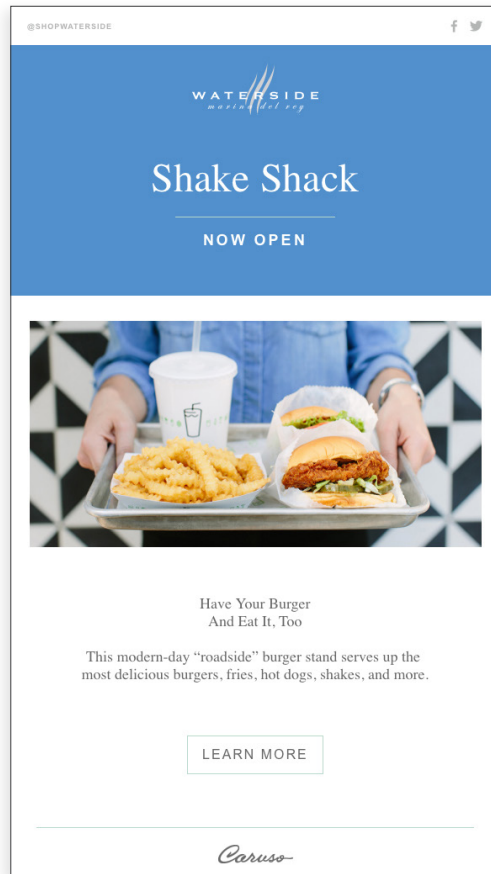 @SHOPWATERSIDE
WATERSIDE
marina del rey
Shake Shack
NOW OPEN
Have Your Burger
And Eat It, Too
This modern-day “roadside” burger stand serves up the
most delicious burgers, fries, hot dogs, shakes, and more.
LEARN MORE
Caruso